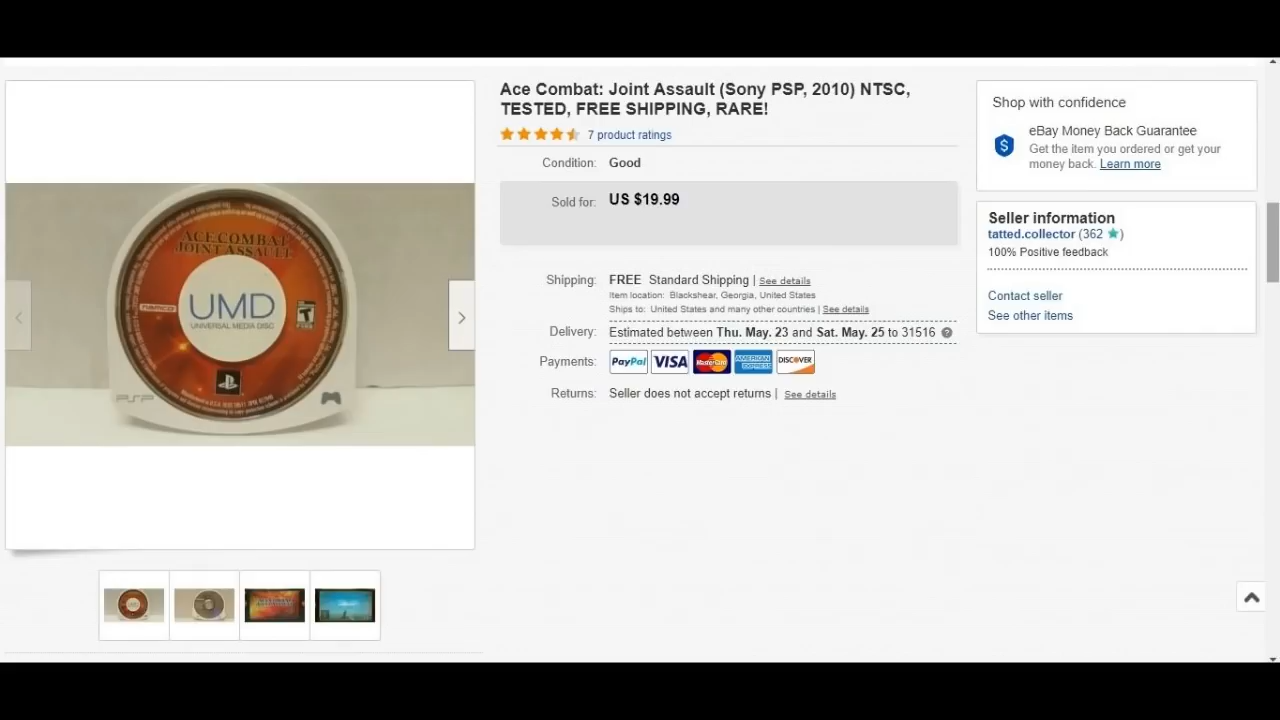 Ace Combat: Joint Assault (Sony PSP, 2010) NTSC,
TESTED, FREE SHIPPING, RARE!
7 product ratings
Condition: Good
Sold for: US $19.99
Shipping: FREE Standard Shipping | See details
Item location: Blackshear, Georgia, United States
Ships to: United States and many other countries | See details
Delivery: Estimated between Thu. May. 23 and Sat. May. 25 to 31516 ?
Payments: PayPal VISA MasterCard AMERICAN EXPRESS DISCOVER
Returns: Seller does not accept returns | See details
Shop with confidence
$
eBay Money Back Guarantee
Get the item you ordered or get your
money back. Learn more
Seller information
tatted.collector (362 )
100% Positive feedback
Contact seller
See other items
ACE COMBAT
JOINT ASSAULT
namco
UMD
UNIVERSAL MEDIA DISC
T
PSP